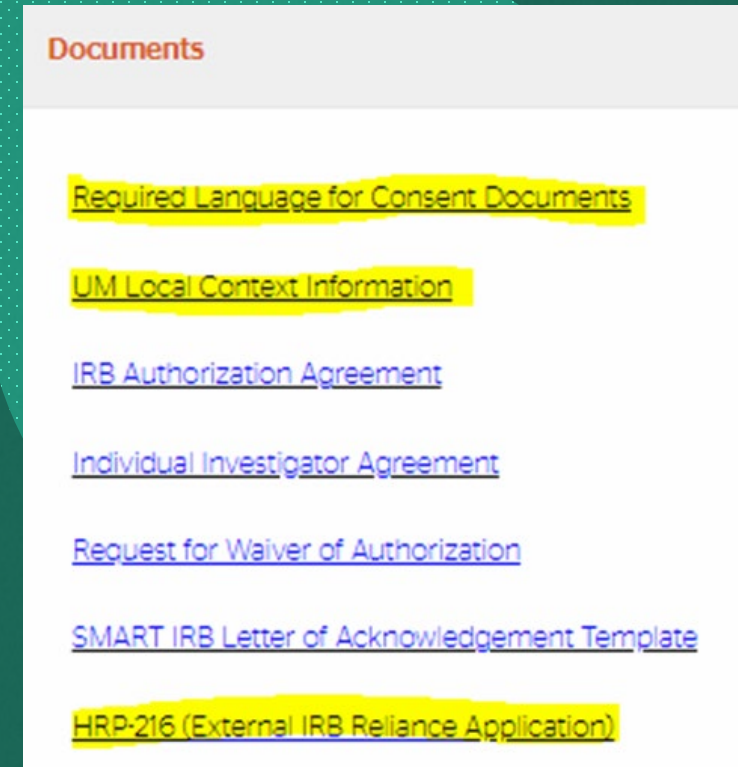 Documents
Required Language for Consent Documents
UM Local Context Information
IRB Authorization Agreement
Individual Investigator Agreement
Request for Waiver of Authorization
SMART IRB Letter of Acknowledgement Template
HRP-216 (External IRB Reliance Application)